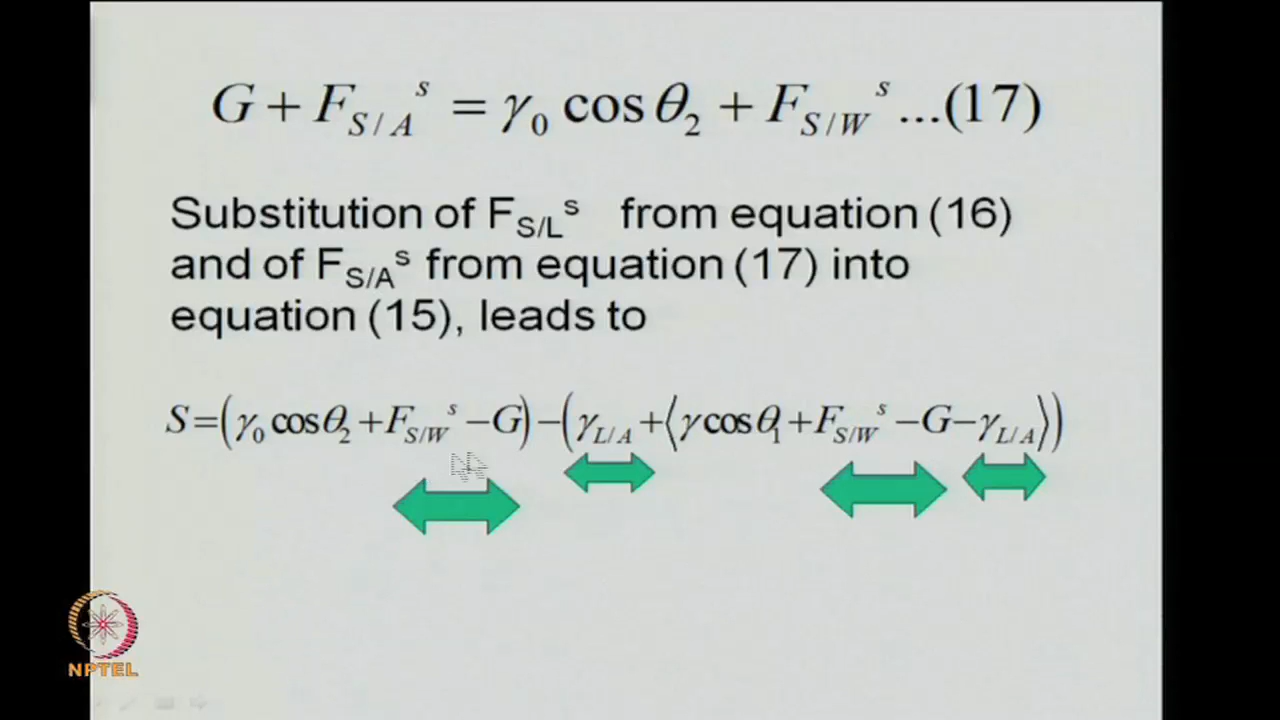 G + F_{S/A}^s = γ_0 cos θ_2 + F_{S/W}^s ...(17)
Substitution of F_{S/L}^s from equation (16)
and of F_{S/A}^s from equation (17) into
equation (15), leads to
S = (γ_0 cos θ_2 + F_{S/W}^s − G) − (γ_{L/A} + ⟨γ cos θ_1 + F_{S/W}^s − G − γ_{L/A}⟩)
NPTEL